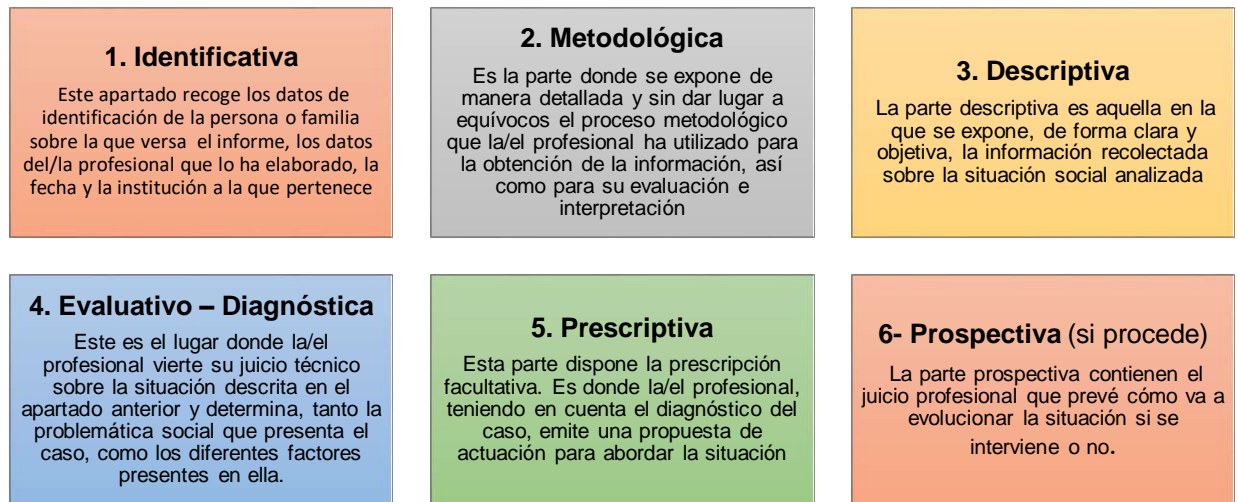 1. Identificativa
Este apartado recoge los datos de
identificación de la persona o familia
sobre la que versa el informe, los datos
del/la profesional que lo ha elaborado, la
fecha y la institución a la que pertenece
2. Metodológica
Es la parte donde se expone de
manera detallada y sin dar lugar a
equívocos el proceso metodológico
que la/el profesional ha utilizado para
la obtención de la información, así
como para su evaluación e
interpretación
3. Descriptiva
La parte descriptiva es aquella en la
que se expone, de forma clara y
objetiva, la información recolectada
sobre la situación social analizada
4. Evaluativo – Diagnóstica
Este es el lugar donde la/el
profesional vierte su juicio técnico
sobre la situación descrita en el
apartado anterior y determina, tanto la
problemática social que presenta el
caso, como los diferentes factores
presentes en ella.
5. Prescriptiva
Esta parte dispone la prescripción
facultativa. Es donde la/el profesional,
teniendo en cuenta el diagnóstico del
caso, emite una propuesta de
actuación para abordar la situación
6- Prospectiva (si procede)
La parte prospectiva contienen el
juicio profesional que prevé cómo va a
evolucionar la situación si se
interviene o no.